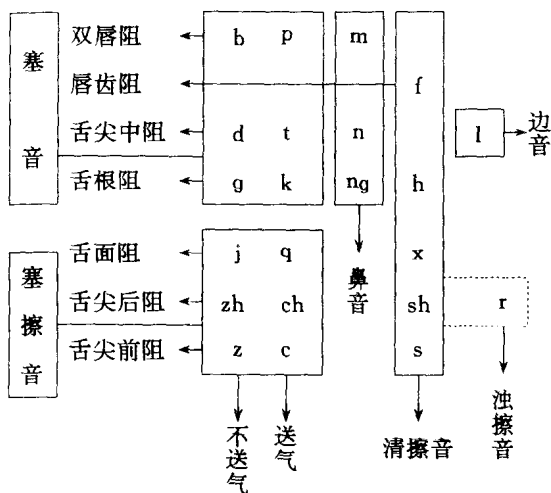 双唇阻 b p m
塞
唇齿阻 f
舌尖中阻 d t n l 边音
音
舌根阻 g k ng h
舌面阻 j q 鼻音 x
塞擦音
舌尖后阻 zh ch sh r
舌尖前阻 z c s
不送气 送气 清擦音 浊擦音